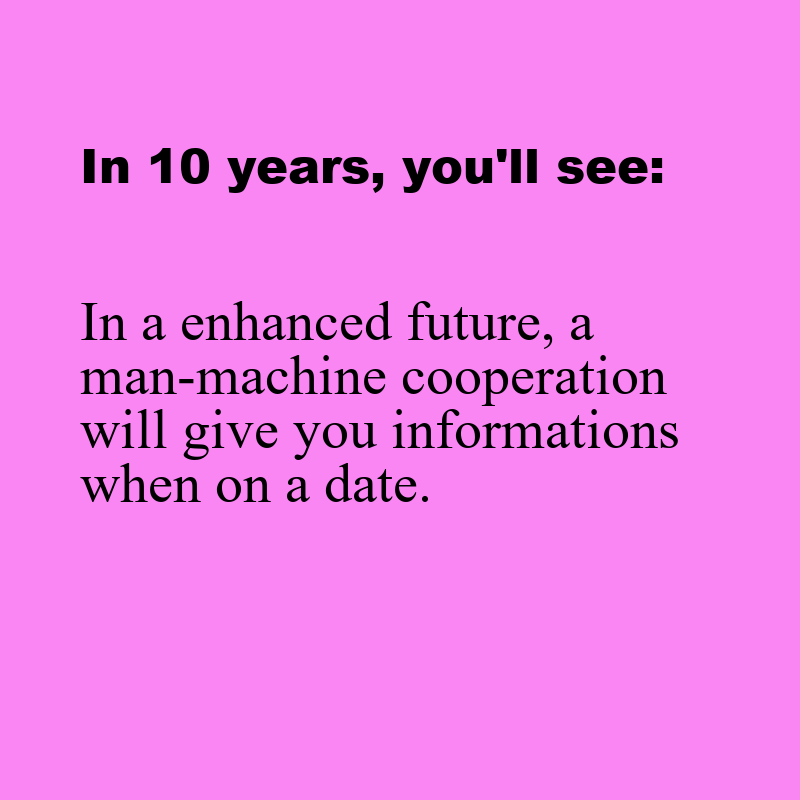 In 10 years, you'll see:
In a enhanced future, a
man-machine cooperation
will give you informations
when on a date.